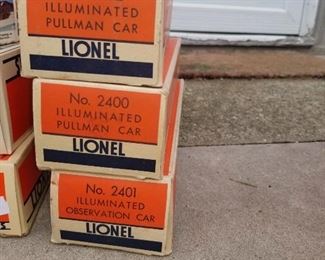 ILLUMINATED
PULLMAN CAR
LIONEL
No. 2400
ILLUMINATED
PULLMAN CAR
LIONEL
No. 2401
ILLUMINATED
OBSERVATION CAR
LIONEL